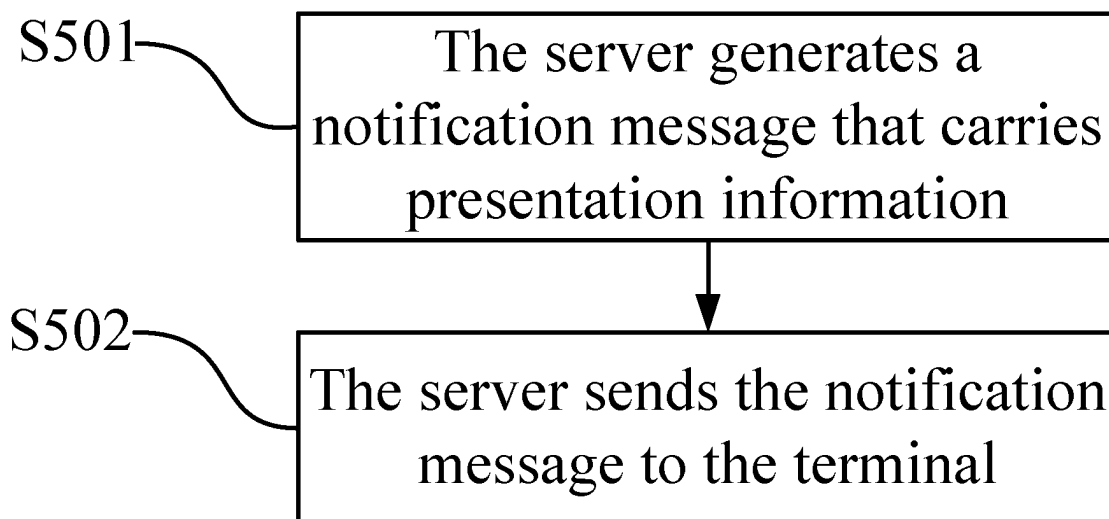 S501
The server generates a
notification message that carries
presentation information
S502
The server sends the notification
message to the terminal